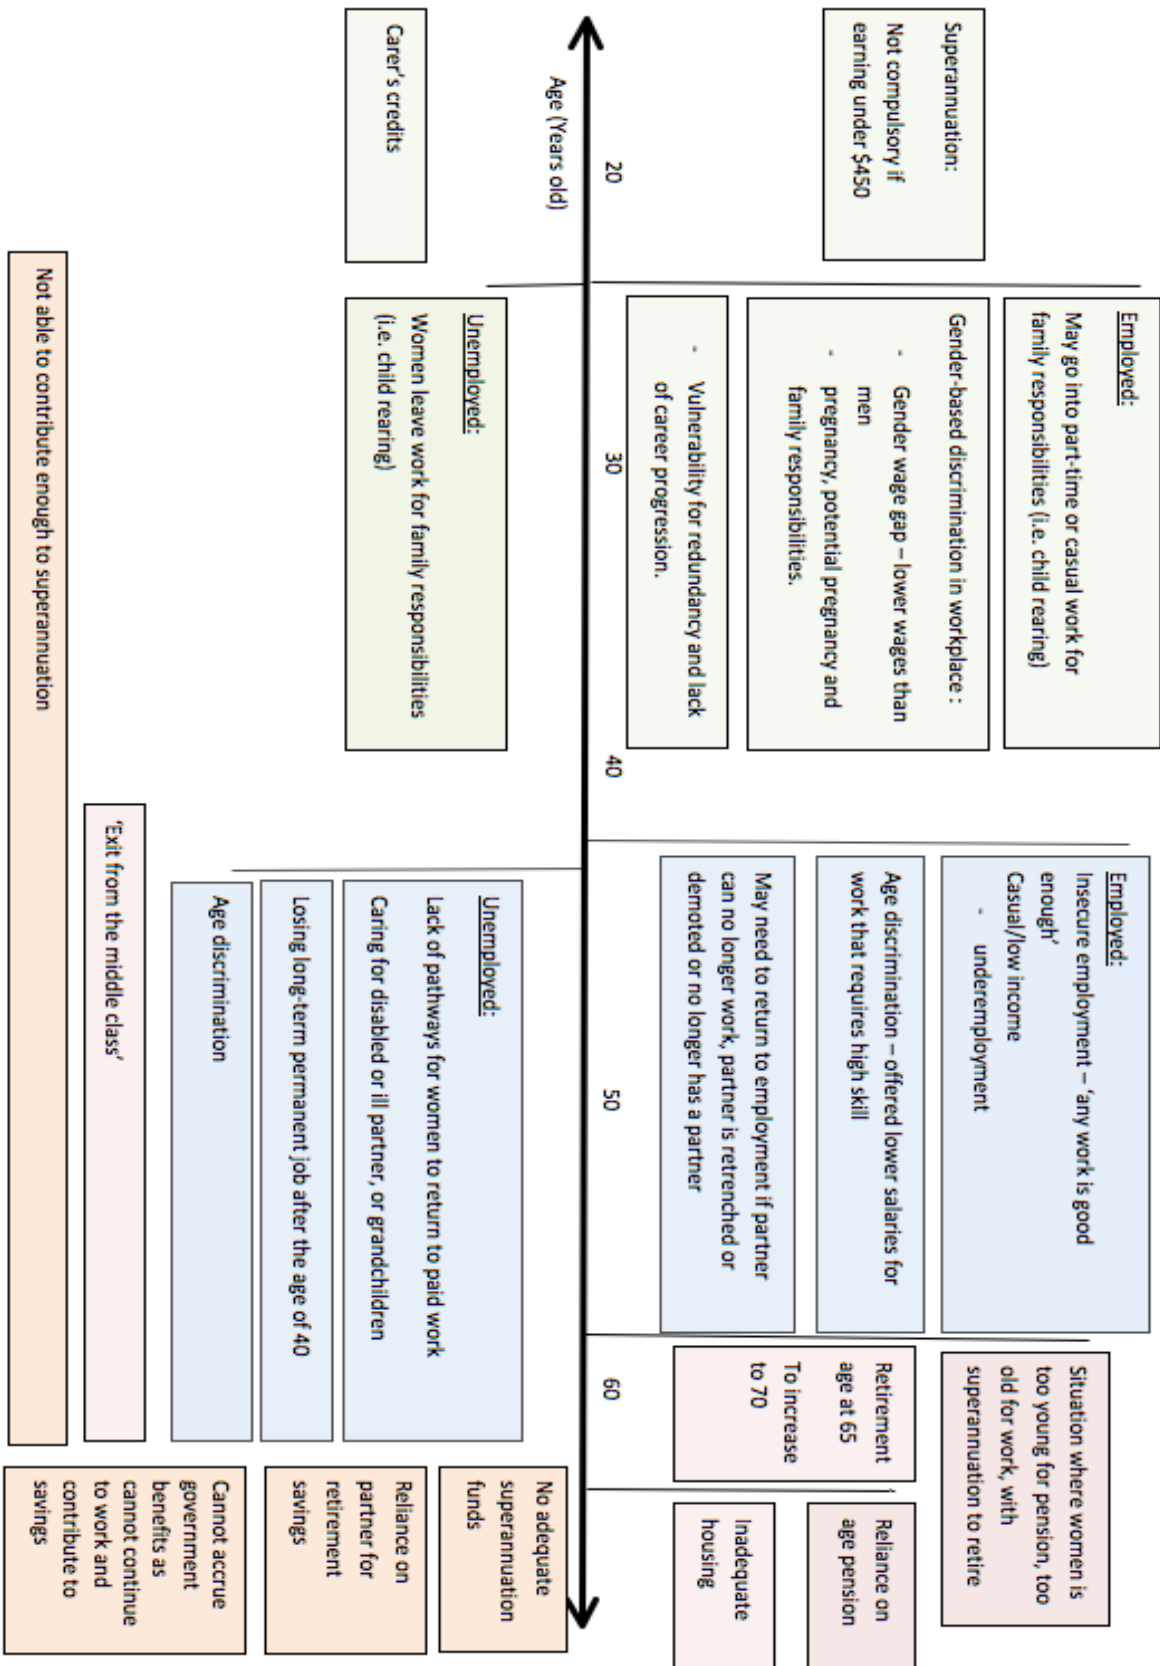 Superannuation:
Not compulsory if
earning under $450
Employed:
May go into part-time or casual work for
family responsibilities (i.e. child rearing)
Gender-based discrimination in workplace :
- Gender wage gap – lower wages than
men
- pregnancy, potential pregnancy and
family responsibilities.
- Vulnerability for redundancy and lack
of career progression.
Employed:
Insecure employment – ‘any work is good
enough’
Casual/low income
- underemployment
Age discrimination – offered lower salaries for
work that requires high skill
May need to return to employment if partner
can no longer work, partner is retrenched or
demoted or no longer has a partner
Situation where women is
too young for pension, too
old for work, with
superannuation to retire
Retirement
age at 65
To increase
to 70
Reliance on
age pension
Inadequate
housing
20
30
40
50
60
Age (Years old)
Carer's credits
Unemployed:
Women leave work for family responsibilities
(i.e. child rearing)
Unemployed:
Lack of pathways for women to return to paid work
Caring for disabled or ill partner, or grandchildren
Losing long-term permanent job after the age of 40
Age discrimination
‘Exit from the middle class’
Not able to contribute enough to superannuation
No adequate
superannuation
funds
Reliance on
partner for
retirement
savings
Cannot accrue
government
benefits as
cannot continue
to work and
contribute to
savings